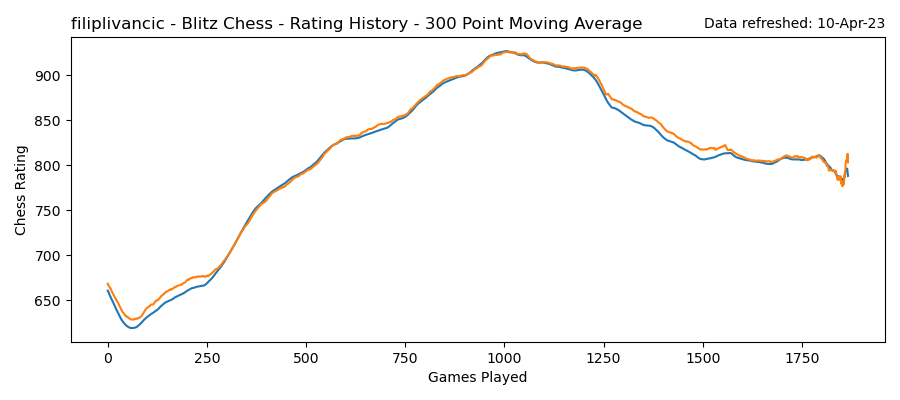 filiplivancic - Blitz Chess - Rating History - 300 Point Moving Average
Data refreshed: 10-Apr-23
900
850
800
750
700
650
Chess Rating
0 250 500 750 1000 1250 1500 1750
Games Played